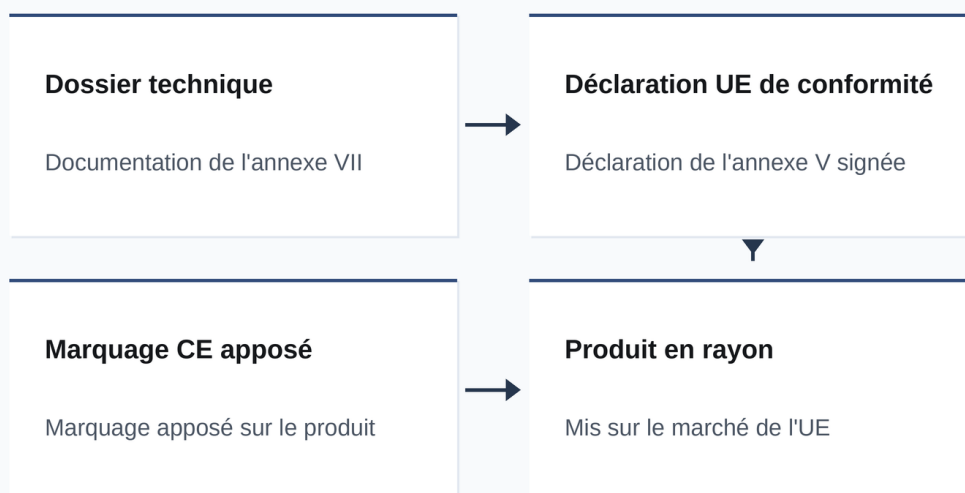 Dossier technique
Documentation de l'annexe VII
Déclaration UE de conformité
Déclaration de l'annexe V signée
Marquage CE apposé
Marquage apposé sur le produit
Produit en rayon
Mis sur le marché de l'UE